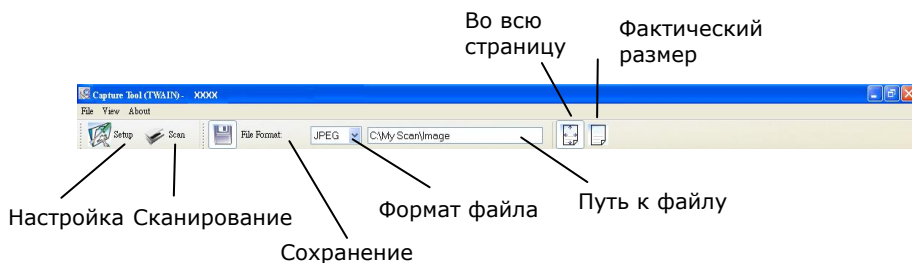 Во всю
страницу
Фактический
размер
Capture Tool (TWAIN) - XXXX
File View About
Setup Scan File Format: JPEG C:\My Scan\Image
Настройка Сканирование Формат файла Путь к файлу
Сохранение